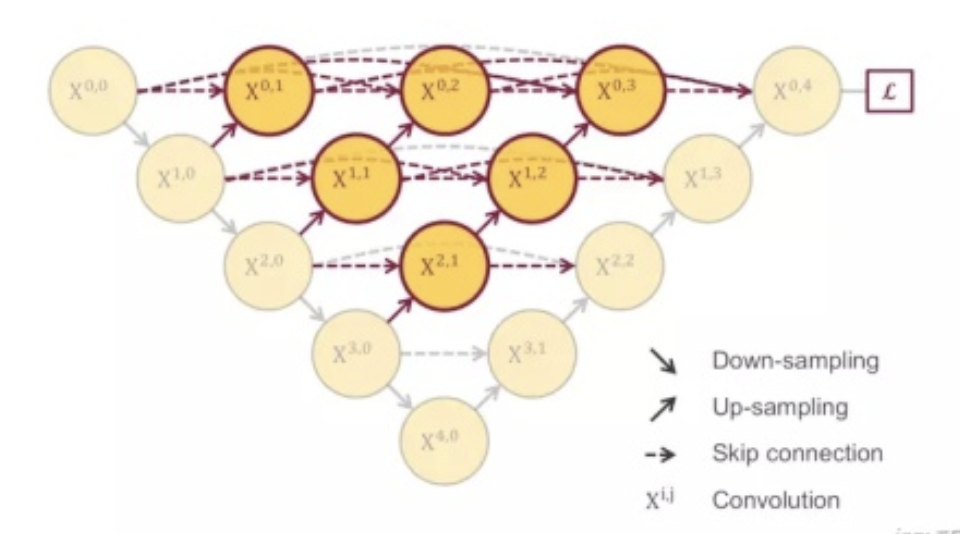 X⁰,⁰ X⁰,¹ X⁰,² X⁰,³ X⁰,⁴ ℒ
X¹,⁰ X¹,¹ X¹,² X¹,³
X²,⁰ X²,¹ X²,²
X³,⁰ X³,¹
X⁴,⁰
Down-sampling
Up-sampling
Skip connection
Xⁱ,ʲ Convolution